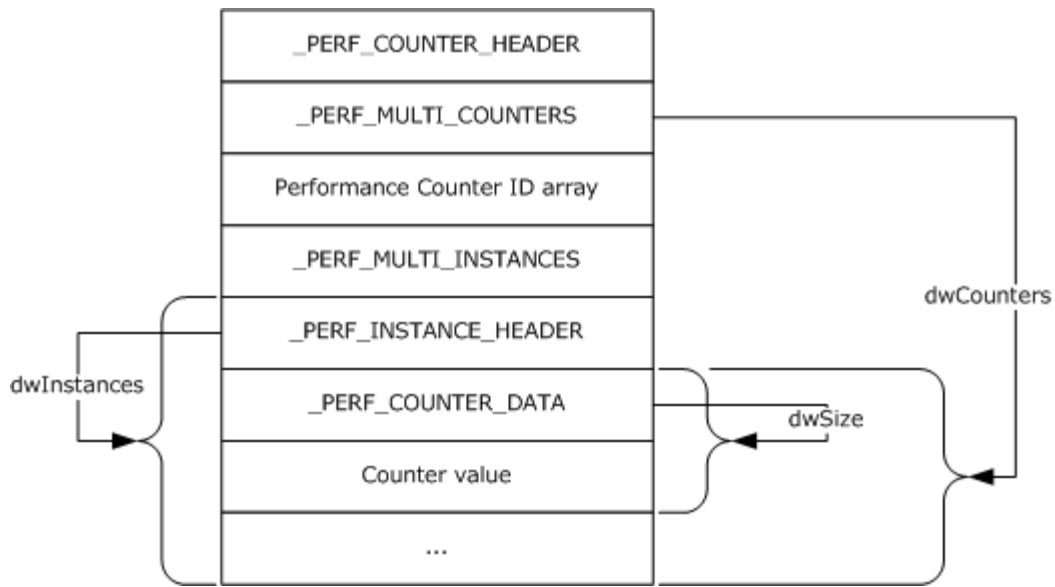 _PERF_COUNTER_HEADER
_PERF_MULTI_COUNTERS
Performance Counter ID array
_PERF_MULTI_INSTANCES
dwCounters
_PERF_INSTANCE_HEADER
dwInstances
_PERF_COUNTER_DATA
dwSize
Counter value
...